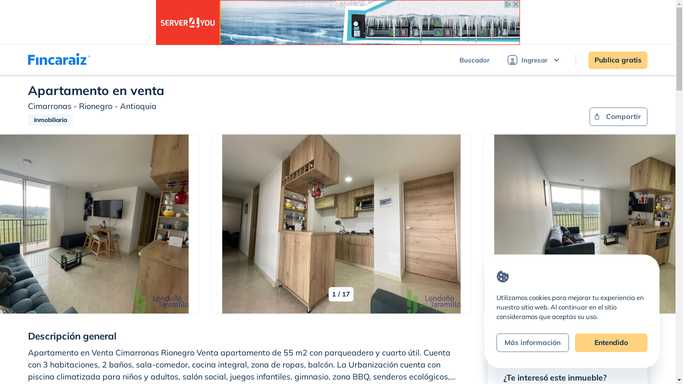 SERVER4YOU
Fincaraiz
Buscador
Ingresar
Publica gratis
Apartamento en venta
Cimarronas - Rionegro - Antioquia
Inmobiliaria
Compartir
1 / 17
Londoño
Jaramillo
Londoño
Jaramillo
Utilizamos cookies para mejorar tu experiencia en
nuestro sitio web. Al continuar en el sitio
consideramos que aceptas su uso.
Más información
Entendido
Descripción general
Apartamento en Venta Cimarronas Rionegro Venta apartamento de 55 m2 con parqueadero y cuarto útil. Cuenta
con 3 habitaciones, 2 baños, sala-comedor, cocina integral, zona de ropas, balcón. La Urbanización cuenta con
piscina climatizada para niños y adultos, salón social, juegos infantiles, gimnasio, zona BBQ, senderos ecológicos,...
¿Te interesó este inmueble?